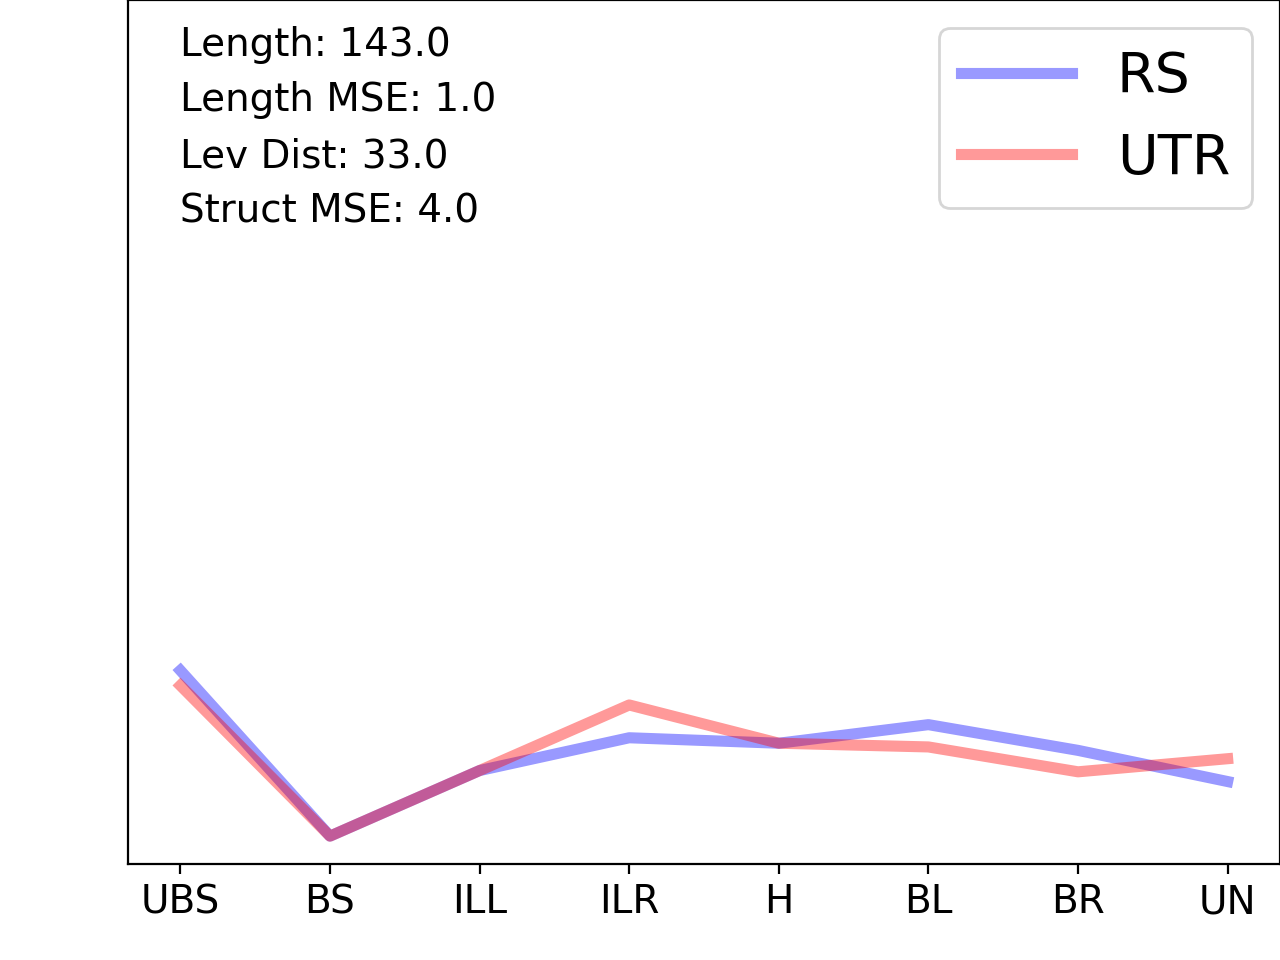 Length: 143.0
Length MSE: 1.0
Lev Dist: 33.0
Struct MSE: 4.0
RS
UTR
UBS BS ILL ILR H BL BR UN